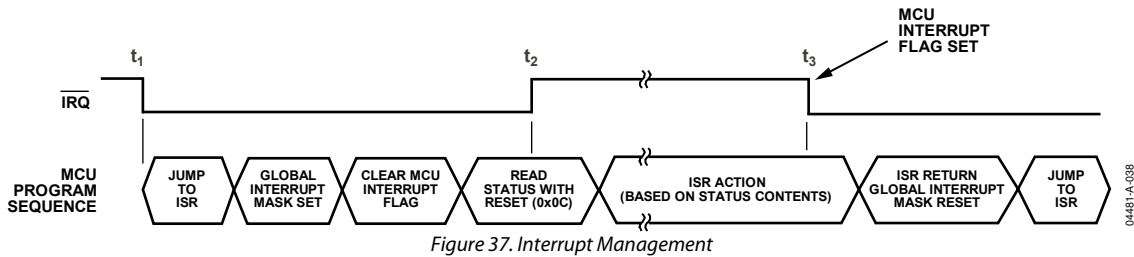 MCU
INTERRUPT
FLAG SET
t1
t2
t3
IRQ
MCU
PROGRAM
SEQUENCE
JUMP
TO
ISR
GLOBAL
INTERRUPT
MASK SET
CLEAR MCU
INTERRUPT
FLAG
READ
STATUS WITH
RESET (0x0C)
ISR ACTION
(BASED ON STATUS CONTENTS)
ISR RETURN
GLOBAL INTERRUPT
MASK RESET
JUMP
TO
ISR
04481-A-038
Figure 37. Interrupt Management